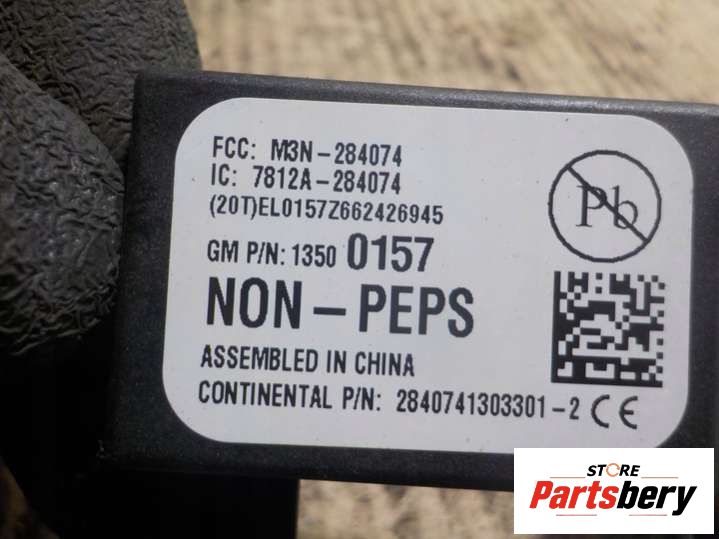 FCC: M3N-284074
IC: 7812A-284074
(20T)EL0157Z662426945
GM P/N: 1350 0157
NON-PEPS
ASSEMBLED IN CHINA
CONTINENTAL P/N: 2840741303301-2 CE
Pb
STORE
Partsbery